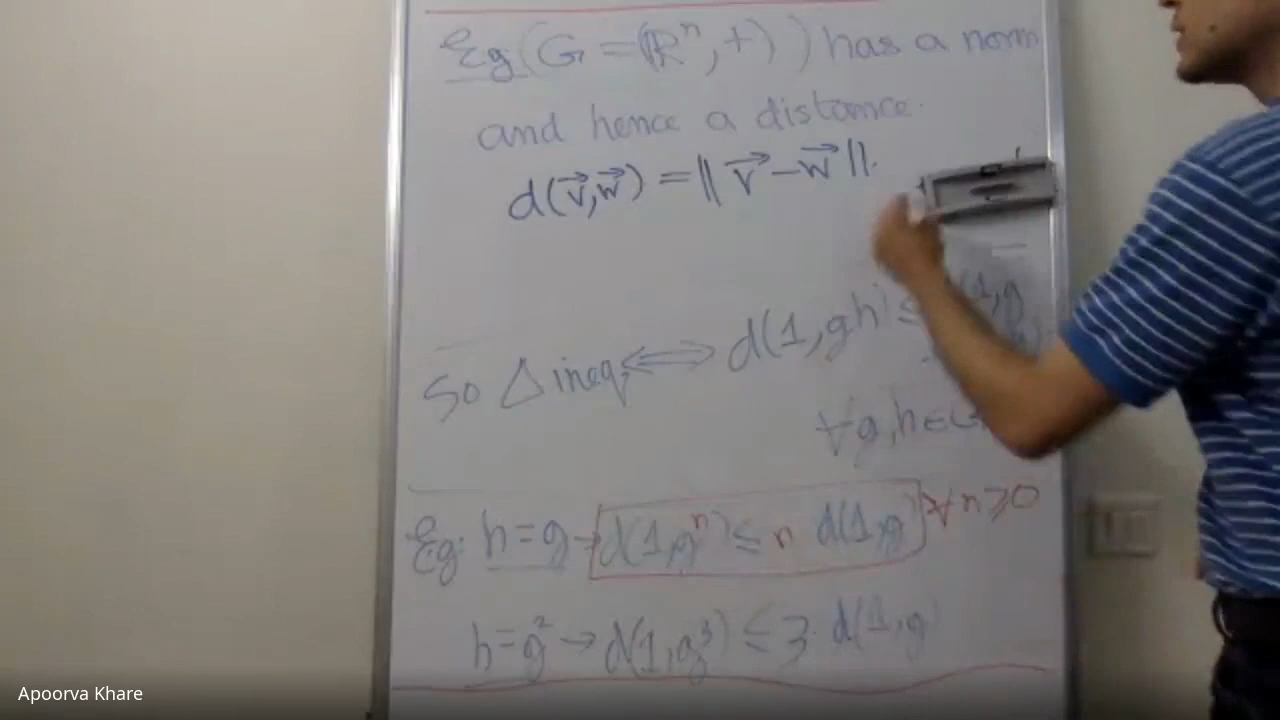 Eg: (G = (ℝⁿ, +)) has a norm
and hence a distance.
d(v⃗, w⃗) = ‖ v⃗ − w⃗ ‖.
So Δ ineq. ⟺ d(1, gh) ≤ d(1, g
∀ g, h ∈ G
Eg: h = g → d(1, gⁿ) ≤ n d(1, g) ∀ n ≥ 0
h = g² → d(1, g³) ≤ 3 d(1, g)
Apoorva Khare